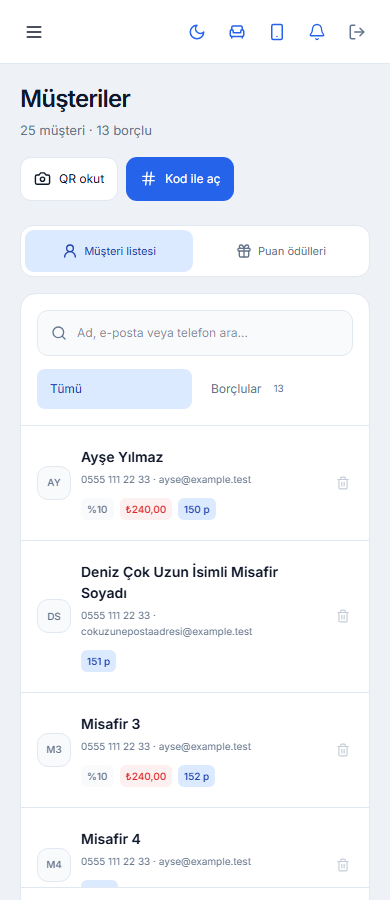 Müşteriler
25 müşteri · 13 borçlu
QR okut
Kod ile aç
Müşteri listesi
Puan ödülleri
Ad, e-posta veya telefon ara...
Tümü
Borçlular 13
AY
Ayşe Yılmaz
0555 111 22 33 · ayse@example.test
%10 ₺240,00 150 p
DS
Deniz Çok Uzun İsimli Misafir
Soyadı
0555 111 22 33 ·
cokuzunepostaadresi@example.test
151 p
M3
Misafir 3
0555 111 22 33 · ayse@example.test
%10 ₺240,00 152 p
M4
Misafir 4
0555 111 22 33 · ayse@example.test